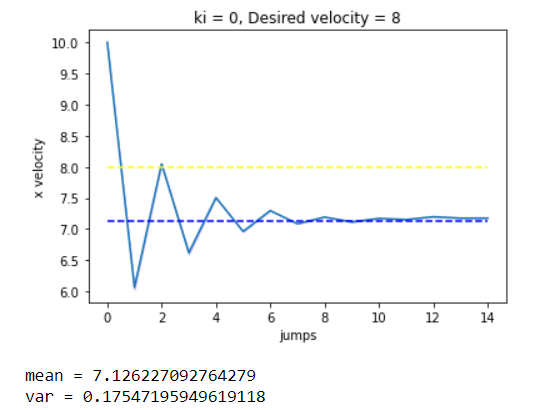 ki = 0, Desired velocity = 8
10.0
9.5
9.0
8.5
8.0
7.5
7.0
6.5
6.0
x velocity
0 2 4 6 8 10 12 14
jumps
mean = 7.126227092764279
var = 0.17547195949619118